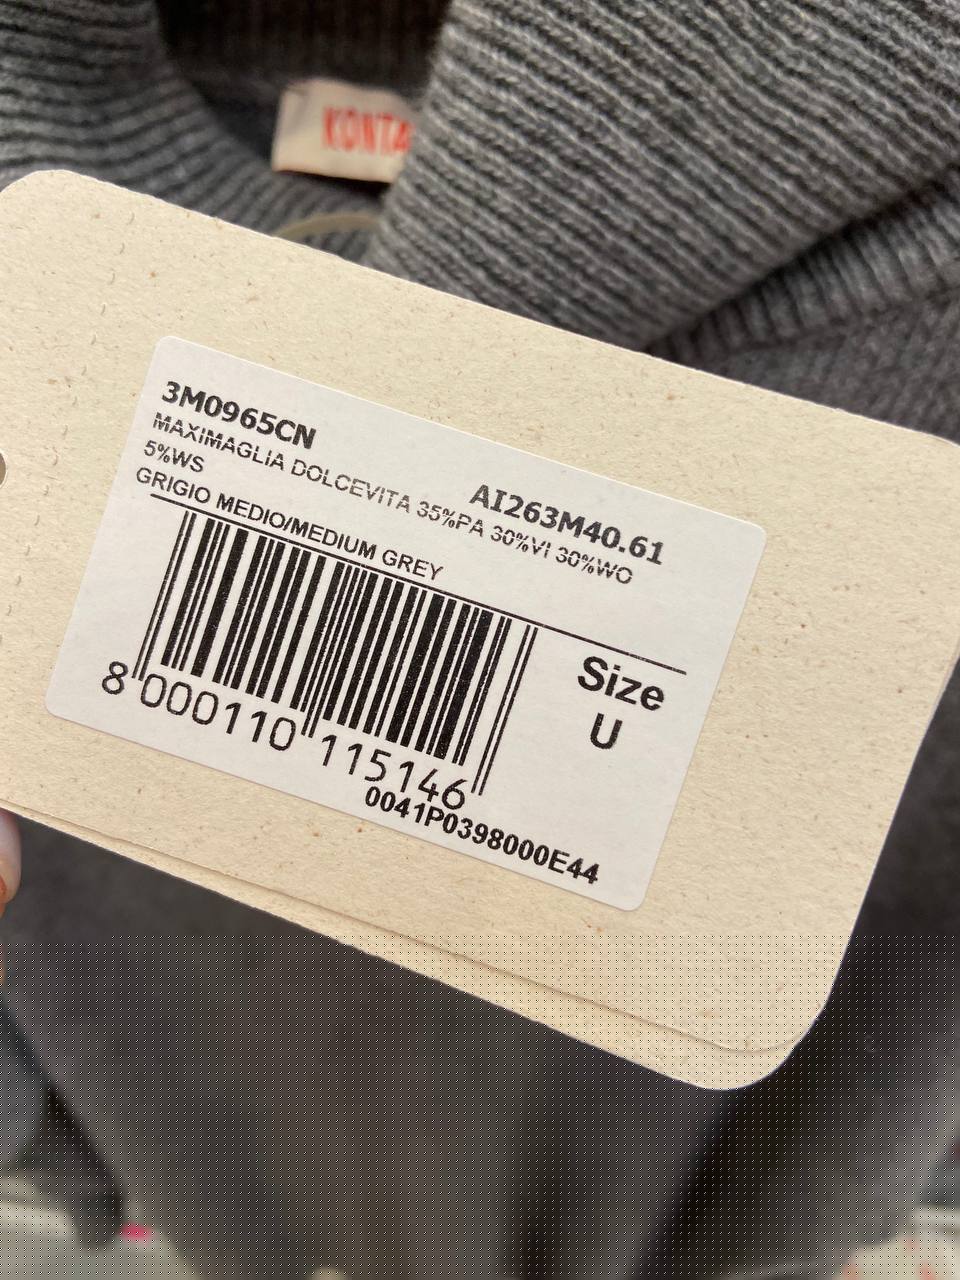 KONTA
3M0965CN
AI263M40.61
MAXIMAGLIA DOLCEVITA 35%PA 30%VI 30%WO
5%WS
GRIGIO MEDIO/MEDIUM GREY
Size
U
8 000110 115146
0041P0398000E44